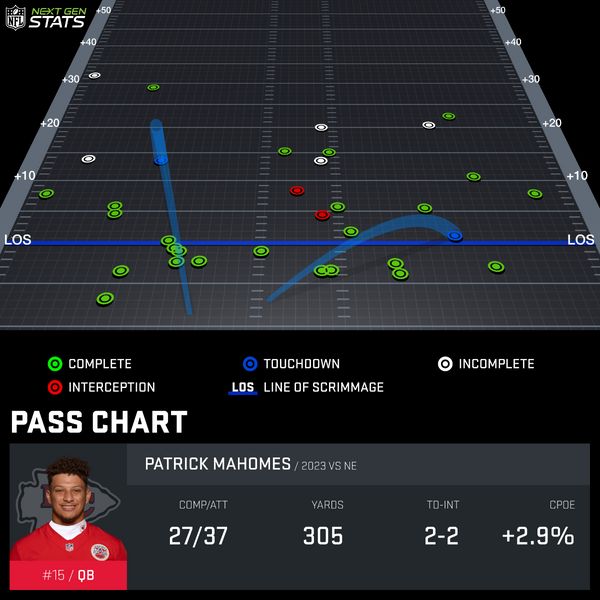 NFL NEXT GEN STATS
+50 +50
+40 +40
+30 +30
+20 +20
+10 +10
LOS LOS
COMPLETE TOUCHDOWN INCOMPLETE
INTERCEPTION LOS LINE OF SCRIMMAGE
PASS CHART
PATRICK MAHOMES / 2023 VS NE
COMP/ATT YARDS TD-INT CPOE
27/37 305 2-2 +2.9%
#15 / QB